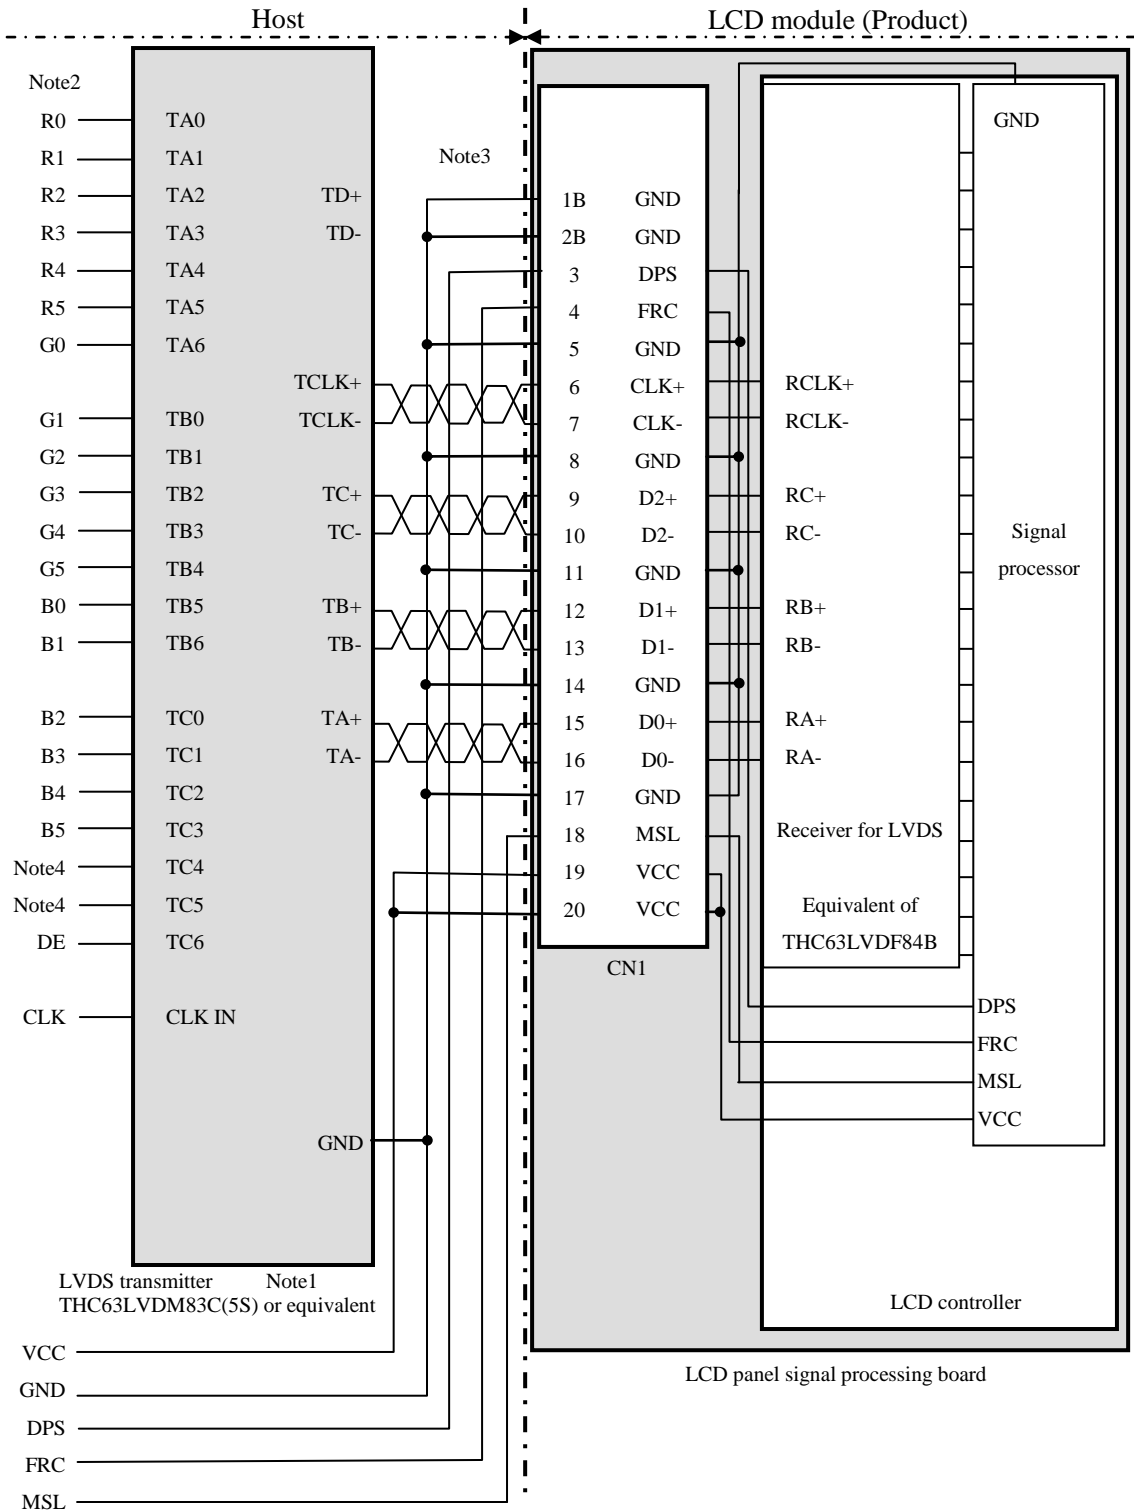 Host
LCD module (Product)
Note2
R0 TA0
R1 TA1
R2 TA2 TD+
R3 TA3 TD-
R4 TA4
R5 TA5
G0 TA6
TCLK+
G1 TB0 TCLK-
G2 TB1
G3 TB2 TC+
G4 TB3 TC-
G5 TB4
B0 TB5 TB+
B1 TB6 TB-
B2 TC0 TA+
B3 TC1 TA-
B4 TC2
B5 TC3
Note4 TC4
Note4 TC5
DE TC6
CLK CLK IN
GND
LVDS transmitter Note1
THC63LVDM83C(5S) or equivalent
VCC
GND
DPS
FRC
MSL
Note3
1B GND
2B GND
3 DPS
4 FRC
5 GND
6 CLK+
7 CLK-
8 GND
9 D2+
10 D2-
11 GND
12 D1+
13 D1-
14 GND
15 D0+
16 D0-
17 GND
18 MSL
19 VCC
20 VCC
CN1
RCLK+
RCLK-
RC+
RC-
RB+
RB-
RA+
RA-
Receiver for LVDS
Equivalent of
THC63LVDF84B
GND
Signal
processor
DPS
FRC
MSL
VCC
LCD controller
LCD panel signal processing board